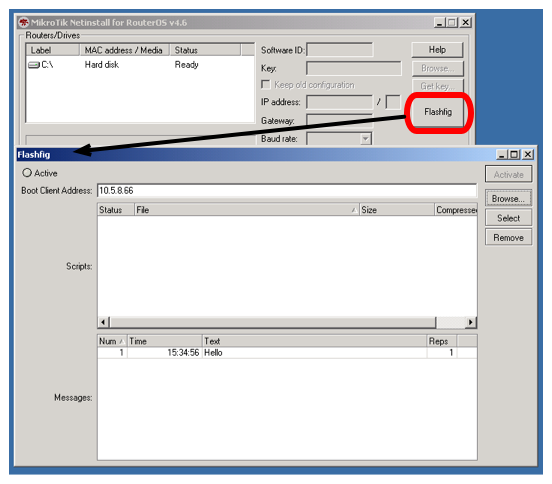 MikroTik Netinstall for RouterOS v4.6
Routers/Drives
Label MAC address / Media Status
C:\ Hard disk Ready
Software ID: Help
Key: Browse...
Keep old configuration Get key...
IP address: / Flashfig
Gateway:
Baud rate:
Flashfig
Active Activate
Boot Client Address: 10.5.8.66 Browse...
Status File Size Compressed Select
Remove
Scripts:
Num Time Text Reps
1 15:34:56 Hello 1
Messages: